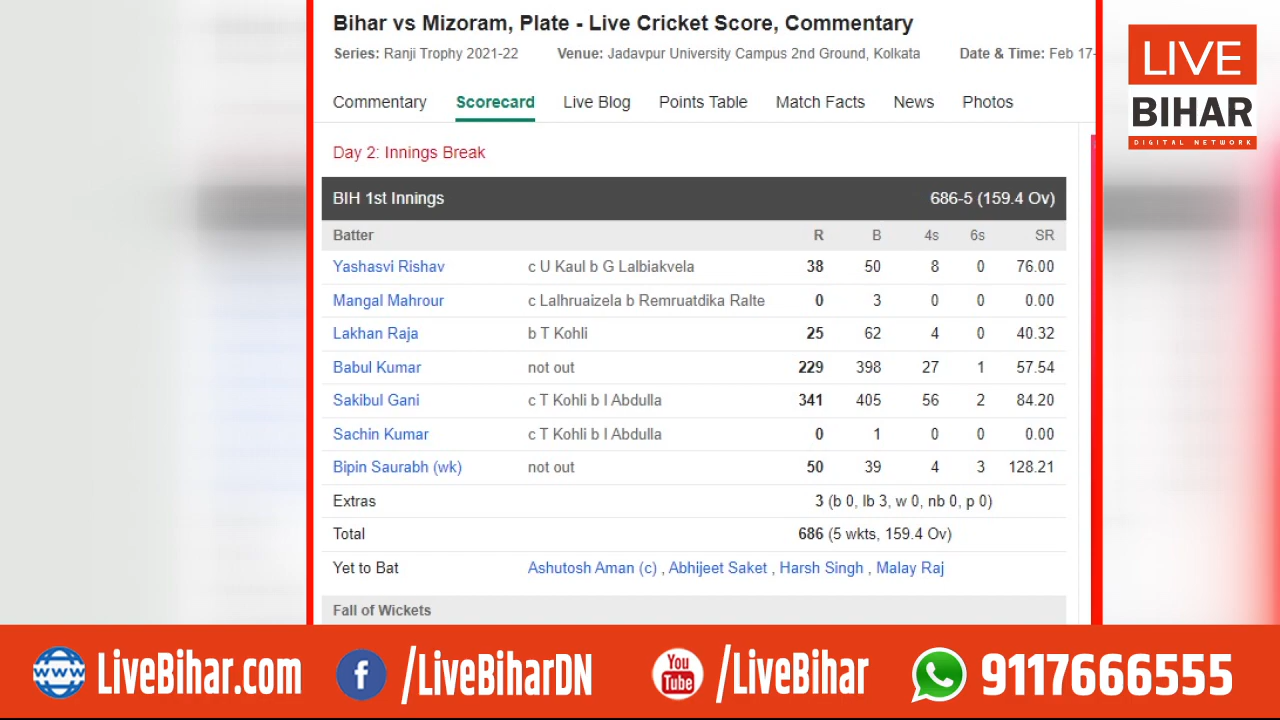 Bihar vs Mizoram, Plate - Live Cricket Score, Commentary
Series: Ranji Trophy 2021-22 Venue: Jadavpur University Campus 2nd Ground, Kolkata Date & Time: Feb 17-
Commentary Scorecard Live Blog Points Table Match Facts News Photos
LIVE
BIHAR
DIGITAL NETWORK
Day 2: Innings Break
BIH 1st Innings 686-5 (159.4 Ov)
Batter R B 4s 6s SR
Yashasvi Rishav c U Kaul b G Lalbiakvela 38 50 8 0 76.00
Mangal Mahrour c Lalhruaizela b Remruatdika Ralte 0 3 0 0 0.00
Lakhan Raja b T Kohli 25 62 4 0 40.32
Babul Kumar not out 229 398 27 1 57.54
Sakibul Gani c T Kohli b I Abdulla 341 405 56 2 84.20
Sachin Kumar c T Kohli b I Abdulla 0 1 0 0 0.00
Bipin Saurabh (wk) not out 50 39 4 3 128.21
Extras 3 (b 0, lb 3, w 0, nb 0, p 0)
Total 686 (5 wkts, 159.4 Ov)
Yet to Bat Ashutosh Aman (c) , Abhijeet Saket , Harsh Singh , Malay Raj
Fall of Wickets
www LiveBihar.com f /LiveBiharDN You Tube /LiveBihar 9117666555